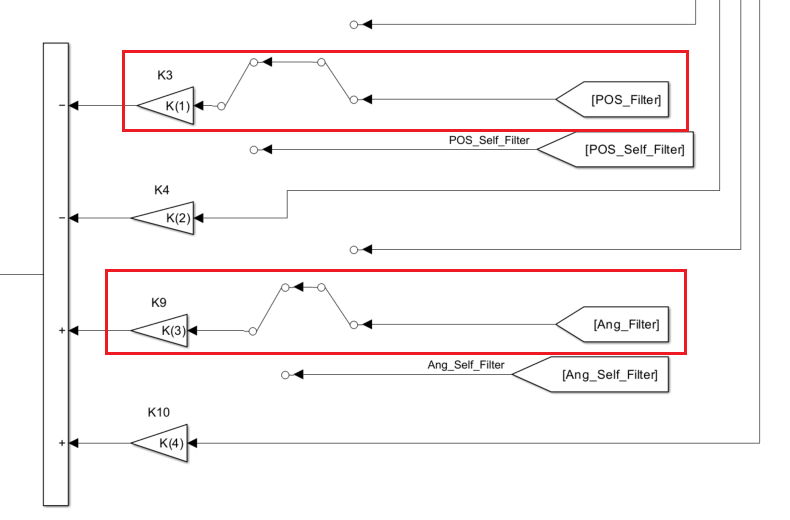 K3
K(1)
[POS_Filter]
−
POS_Self_Filter
[POS_Self_Filter]
K4
K(2)
−
K9
K(3)
[Ang_Filter]
+
Ang_Self_Filter
[Ang_Self_Filter]
K10
K(4)
+